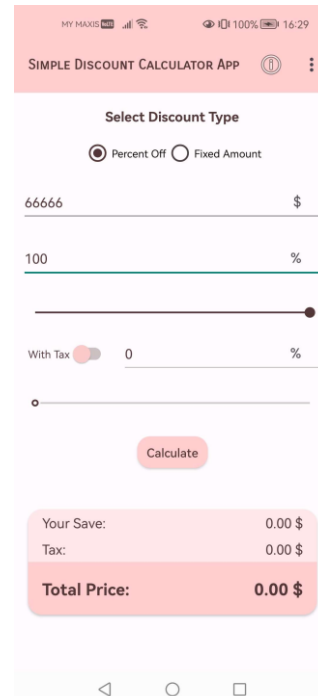 MY MAXIS 100% 16:29
Simple Discount Calculator App
Select Discount Type
Percent Off Fixed Amount
66666 $
100 %
With Tax 0 %
Calculate
Your Save: 0.00 $
Tax: 0.00 $
Total Price: 0.00 $